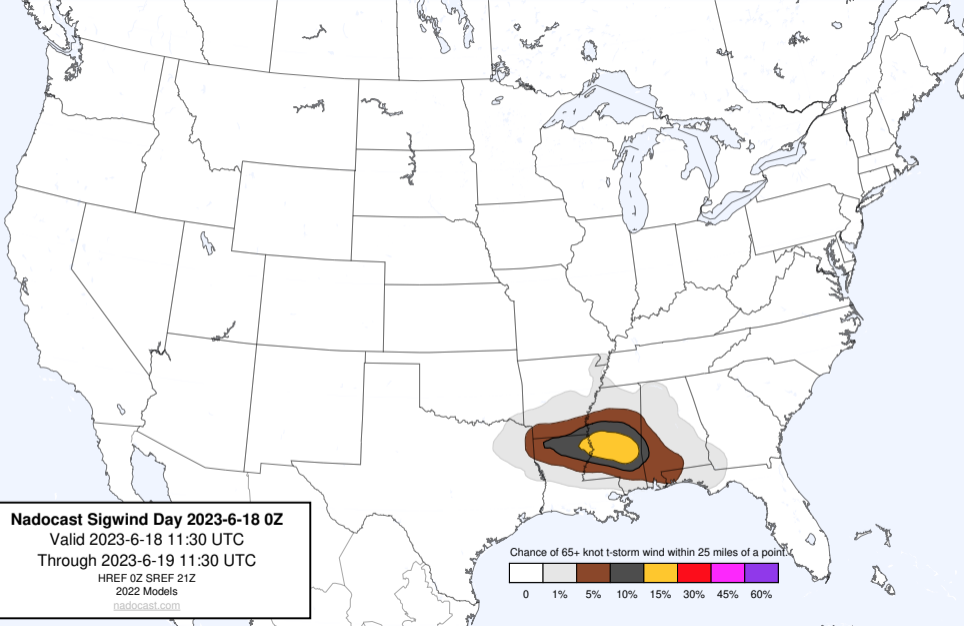 Nadocast Sigwind Day 2023-6-18 0Z
Valid 2023-6-18 11:30 UTC
Through 2023-6-19 11:30 UTC
HREF 0Z SREF 21Z
2022 Models
nadocast.com
Chance of 65+ knot t-storm wind within 25 miles of a point.
0 1% 5% 10% 15% 30% 45% 60%